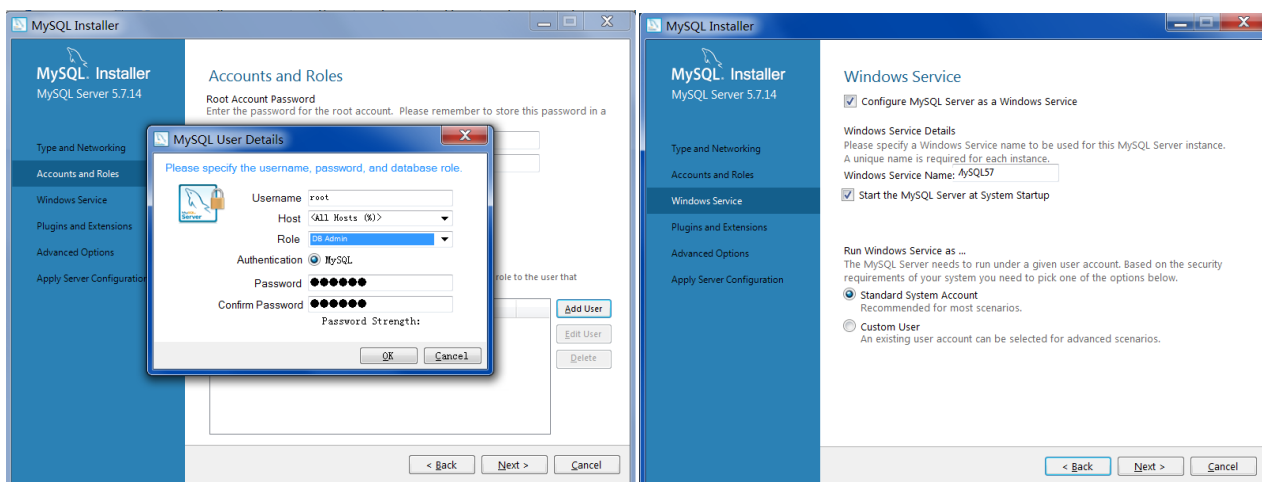 MySQL Installer
MySQL. Installer
MySQL Server 5.7.14
Type and Networking
Accounts and Roles
Windows Service
Plugins and Extensions
Advanced Options
Apply Server Configuration
Accounts and Roles
Root Account Password
Enter the password for the root account. Please remember to store this password in a
role to the user that
Add User
Edit User
Delete
< Back
Next >
Cancel
MySQL User Details
Please specify the username, password, and database role.
Server
Username root
Host <All Hosts (%)>
Role DB Admin
Authentication MySQL
Password ●●●●●●
Confirm Password ●●●●●●
Password Strength:
OK
Cancel
MySQL Installer
MySQL. Installer
MySQL Server 5.7.14
Type and Networking
Accounts and Roles
Windows Service
Plugins and Extensions
Advanced Options
Apply Server Configuration
Windows Service
Configure MySQL Server as a Windows Service
Windows Service Details
Please specify a Windows Service name to be used for this MySQL Server instance.
A unique name is required for each instance.
Windows Service Name: MySQL57
Start the MySQL Server at System Startup
Run Windows Service as ...
The MySQL Server needs to run under a given user account. Based on the security
requirements of your system you need to pick one of the options below.
Standard System Account
Recommended for most scenarios.
Custom User
An existing user account can be selected for advanced scenarios.
< Back
Next >
Cancel